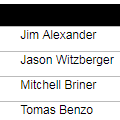 Jim Alexander
Jason Witzberger
Mitchell Briner
Tomas Benzo